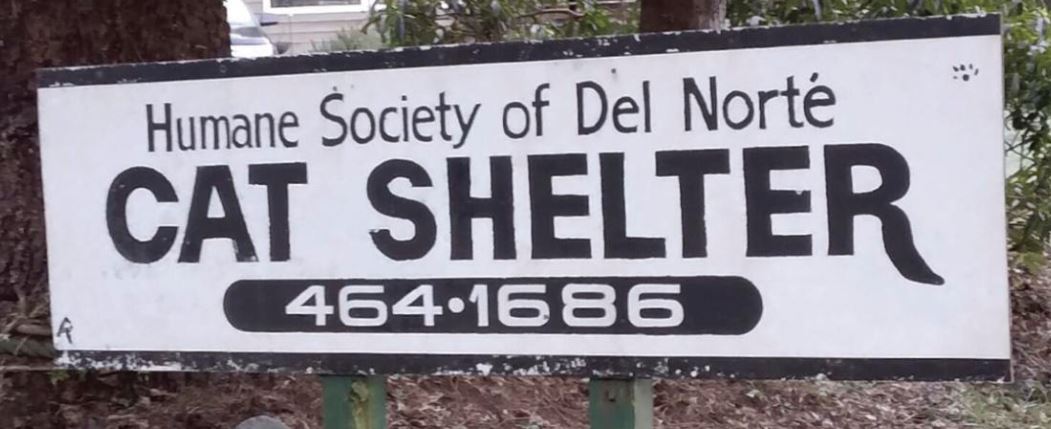 Humane Society of Del Norté
CAT SHELTER
464•1686
R